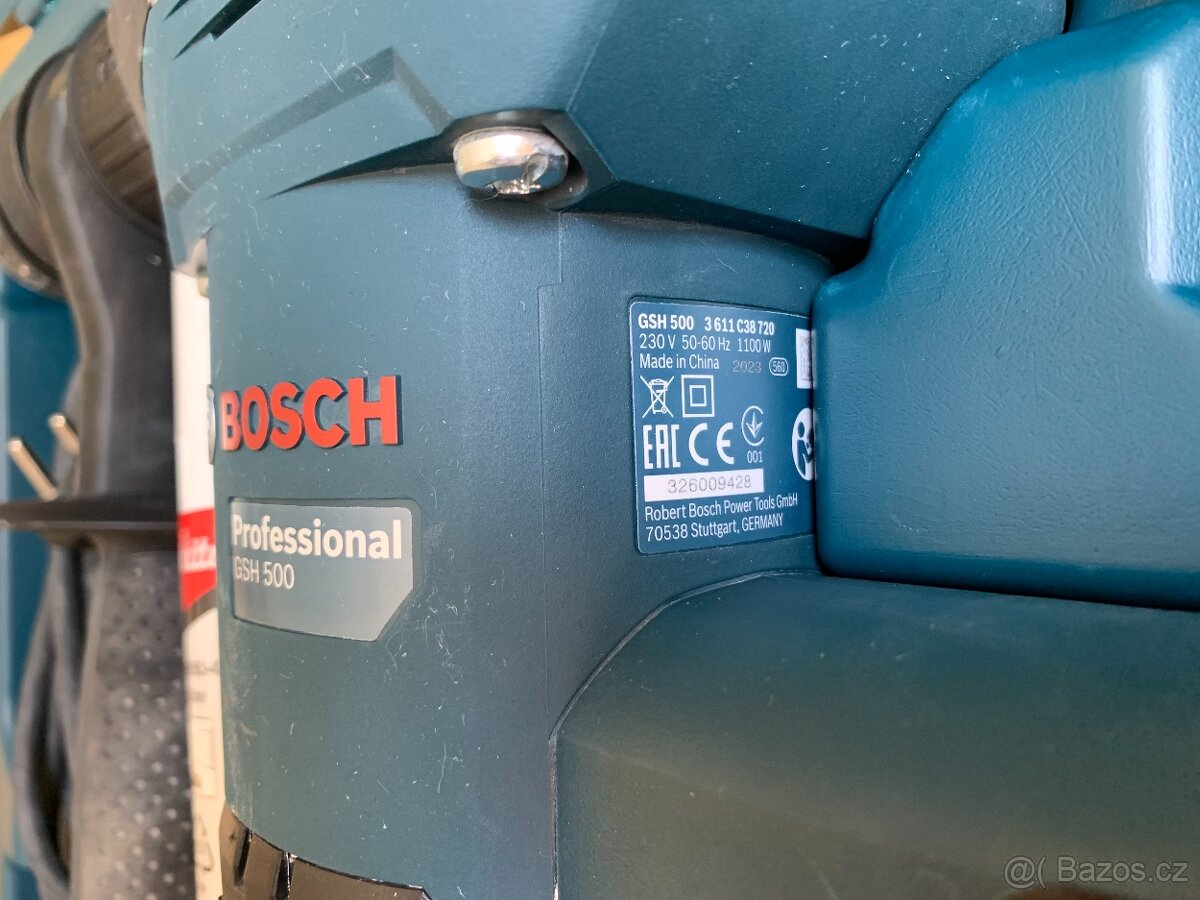 BOSCH
Professional
GSH 500
GSH 500 3 611 C38 720
230 V 50-60 Hz 1100 W
Made in China 2023 560
EAC CE
001
326009428
Robert Bosch Power Tools GmbH
70538 Stuttgart, GERMANY
@( Bazos.cz